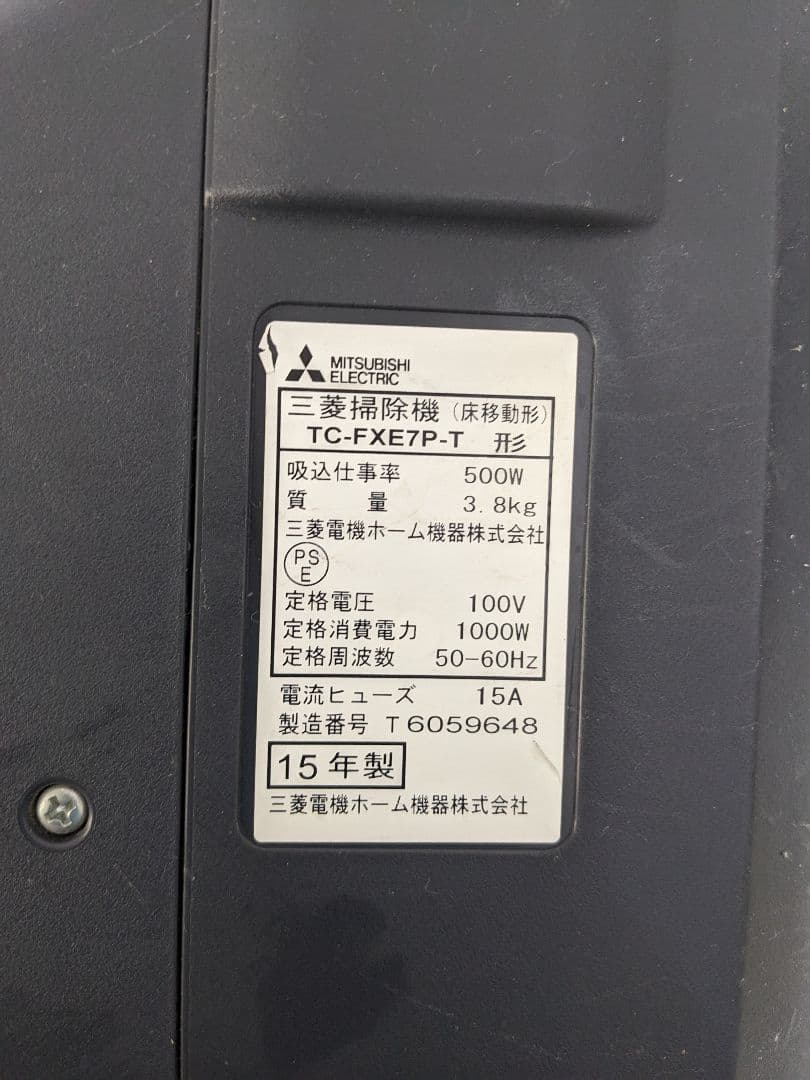 MITSUBISHI
ELECTRIC
三菱掃除機(床移動形)
TC-FXE7P-T 形
吸込仕事率 500W
質 量 3.8kg
三菱電機ホーム機器株式会社
PS
E
定格電圧 100V
定格消費電力 1000W
定格周波数 50-60Hz
電流ヒューズ 15A
製造番号 T6059648
15年製
三菱電機ホーム機器株式会社